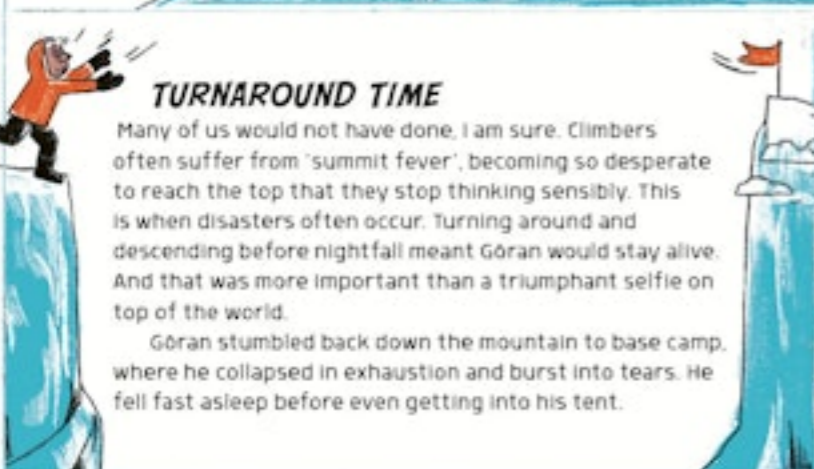 TURNAROUND TIME
Many of us would not have done, I am sure. Climbers
often suffer from 'summit fever', becoming so desperate
to reach the top that they stop thinking sensibly. This
is when disasters often occur. Turning around and
descending before nightfall meant Göran would stay alive.
And that was more important than a triumphant selfie on
top of the world.
Göran stumbled back down the mountain to base camp,
where he collapsed in exhaustion and burst into tears. He
fell fast asleep before even getting into his tent.